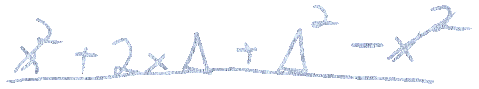 x² + 2xΔ + Δ² - x²